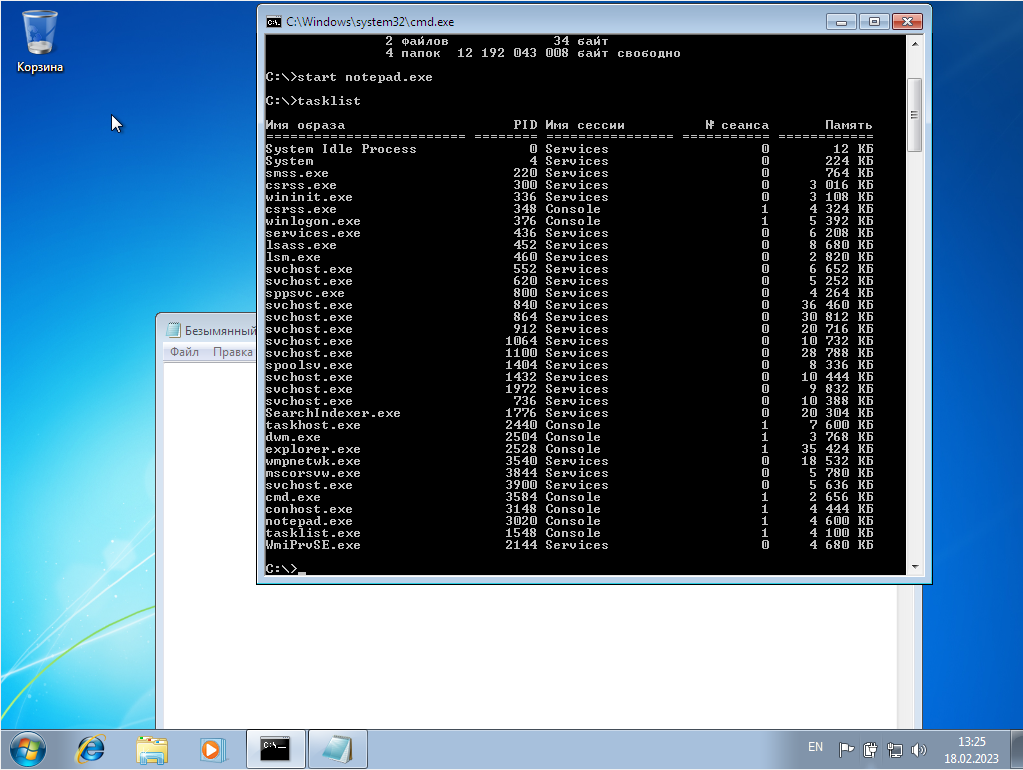 Корзина
C:\Windows\system32\cmd.exe
2 файлов 34 байт
4 папок 12 192 043 008 байт свободно
C:\>start notepad.exe
C:\>tasklist
Имя образа PID Имя сессии № сеанса Память
========================= ======== ================ =========== ============
System Idle Process 0 Services 0 12 КБ
System 4 Services 0 224 КБ
smss.exe 220 Services 0 764 КБ
csrss.exe 300 Services 0 3 016 КБ
wininit.exe 336 Services 0 3 108 КБ
csrss.exe 348 Console 1 4 324 КБ
winlogon.exe 376 Console 1 5 392 КБ
services.exe 436 Services 0 6 208 КБ
lsass.exe 452 Services 0 8 680 КБ
lsm.exe 460 Services 0 2 820 КБ
svchost.exe 552 Services 0 6 652 КБ
svchost.exe 620 Services 0 5 252 КБ
sppsvc.exe 800 Services 0 4 264 КБ
svchost.exe 840 Services 0 36 460 КБ
svchost.exe 864 Services 0 30 812 КБ
svchost.exe 912 Services 0 20 716 КБ
svchost.exe 1064 Services 0 10 732 КБ
svchost.exe 1100 Services 0 28 788 КБ
spoolsv.exe 1404 Services 0 8 336 КБ
svchost.exe 1432 Services 0 10 444 КБ
svchost.exe 1972 Services 0 9 832 КБ
svchost.exe 736 Services 0 10 388 КБ
SearchIndexer.exe 1776 Services 0 20 304 КБ
taskhost.exe 2440 Console 1 7 600 КБ
dwm.exe 2504 Console 1 3 768 КБ
explorer.exe 2528 Console 1 35 424 КБ
wmpnetwk.exe 3540 Services 0 18 532 КБ
mscorsvw.exe 3844 Services 0 5 780 КБ
svchost.exe 3900 Services 0 5 636 КБ
cmd.exe 3584 Console 1 2 656 КБ
conhost.exe 3148 Console 1 4 444 КБ
notepad.exe 3020 Console 1 4 600 КБ
tasklist.exe 1548 Console 1 4 100 КБ
WmiPrvSE.exe 2144 Services 0 4 680 КБ
C:\>_
Безымянный
Файл Правка
EN
13:25
18.02.2023